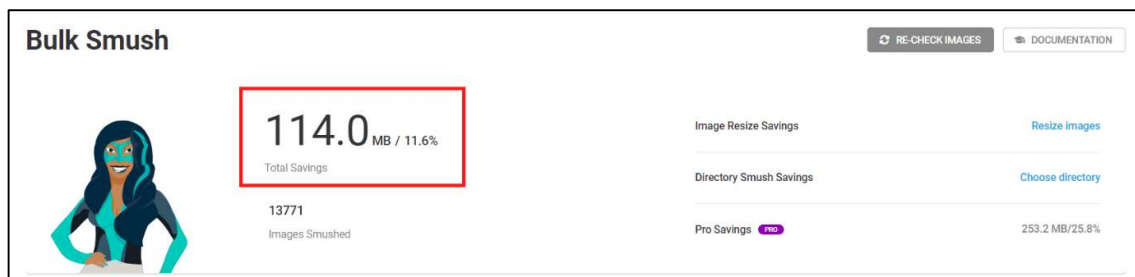 Bulk Smush
RE-CHECK IMAGES
DOCUMENTATION
114.0 MB / 11.6%
Total Savings
13771
Images Smushed
Image Resize Savings
Resize images
Directory Smush Savings
Choose directory
Pro Savings PRO
253.2 MB/25.8%